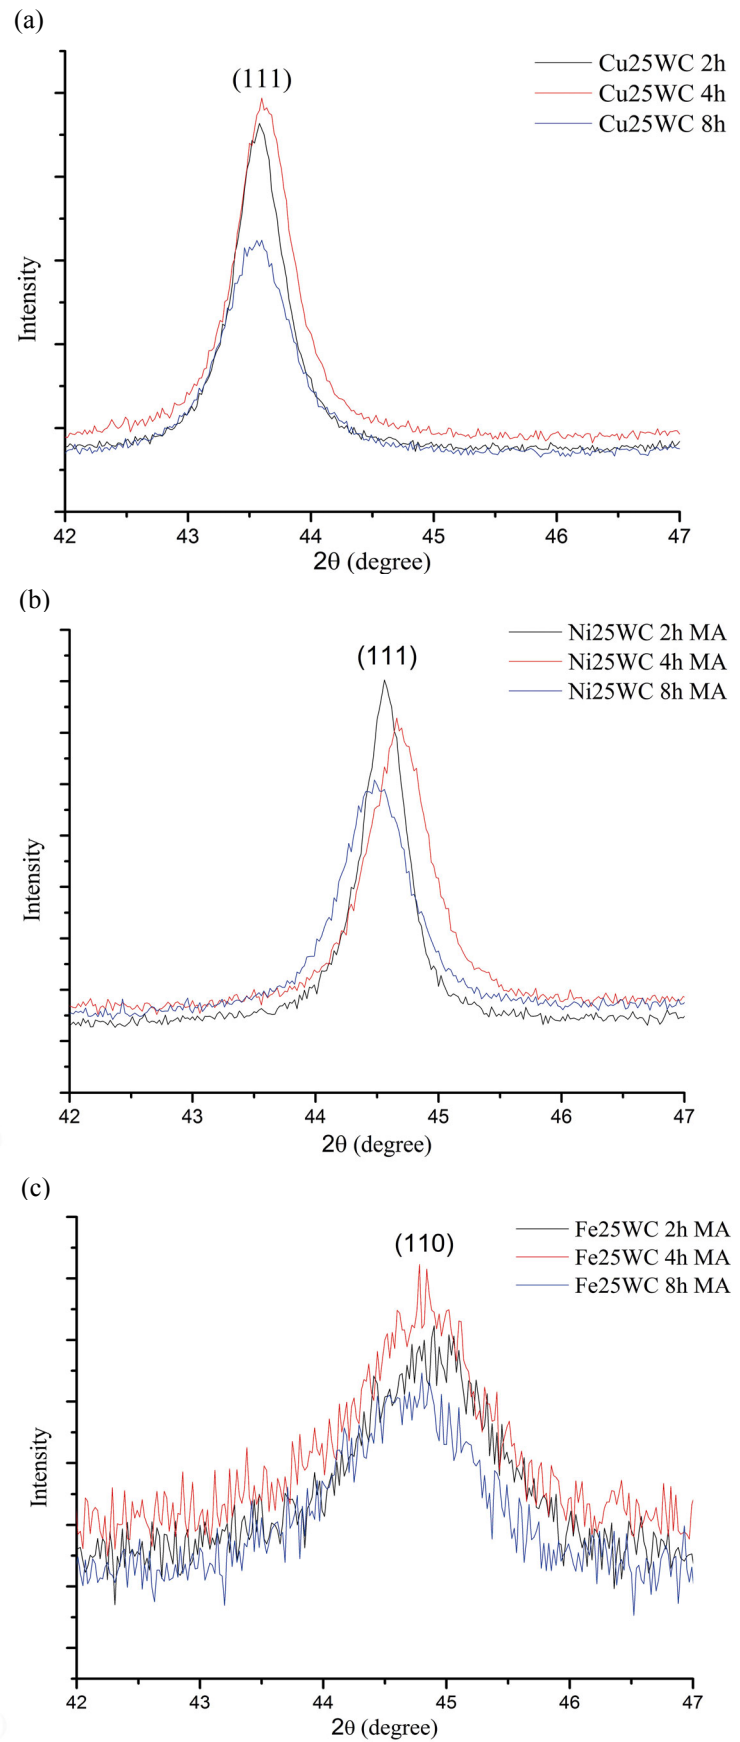 (a)
(111)
Cu25WC 2h
Cu25WC 4h
Cu25WC 8h
Intensity
42 43 44 45 46 47
2θ (degree)
(b)
(111)
Ni25WC 2h MA
Ni25WC 4h MA
Ni25WC 8h MA
Intensity
42 43 44 45 46 47
2θ (degree)
(c)
(110)
Fe25WC 2h MA
Fe25WC 4h MA
Fe25WC 8h MA
Intensity
42 43 44 45 46 47
2θ (degree)